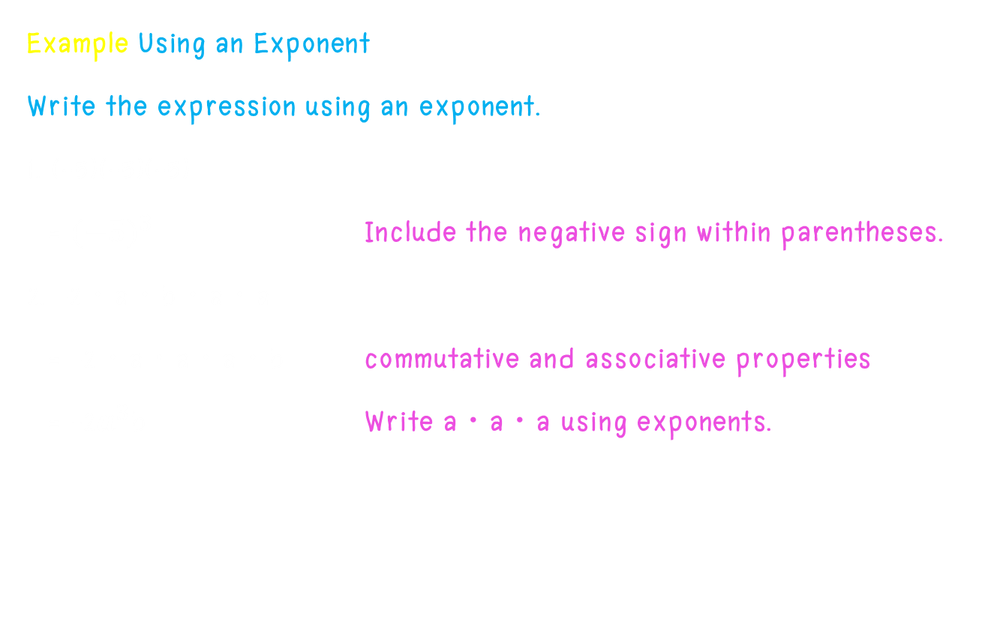 Example Using an Exponent
Write the expression using an exponent.
Include the negative sign within parentheses.
commutative and associative properties
Write a • a • a using exponents.